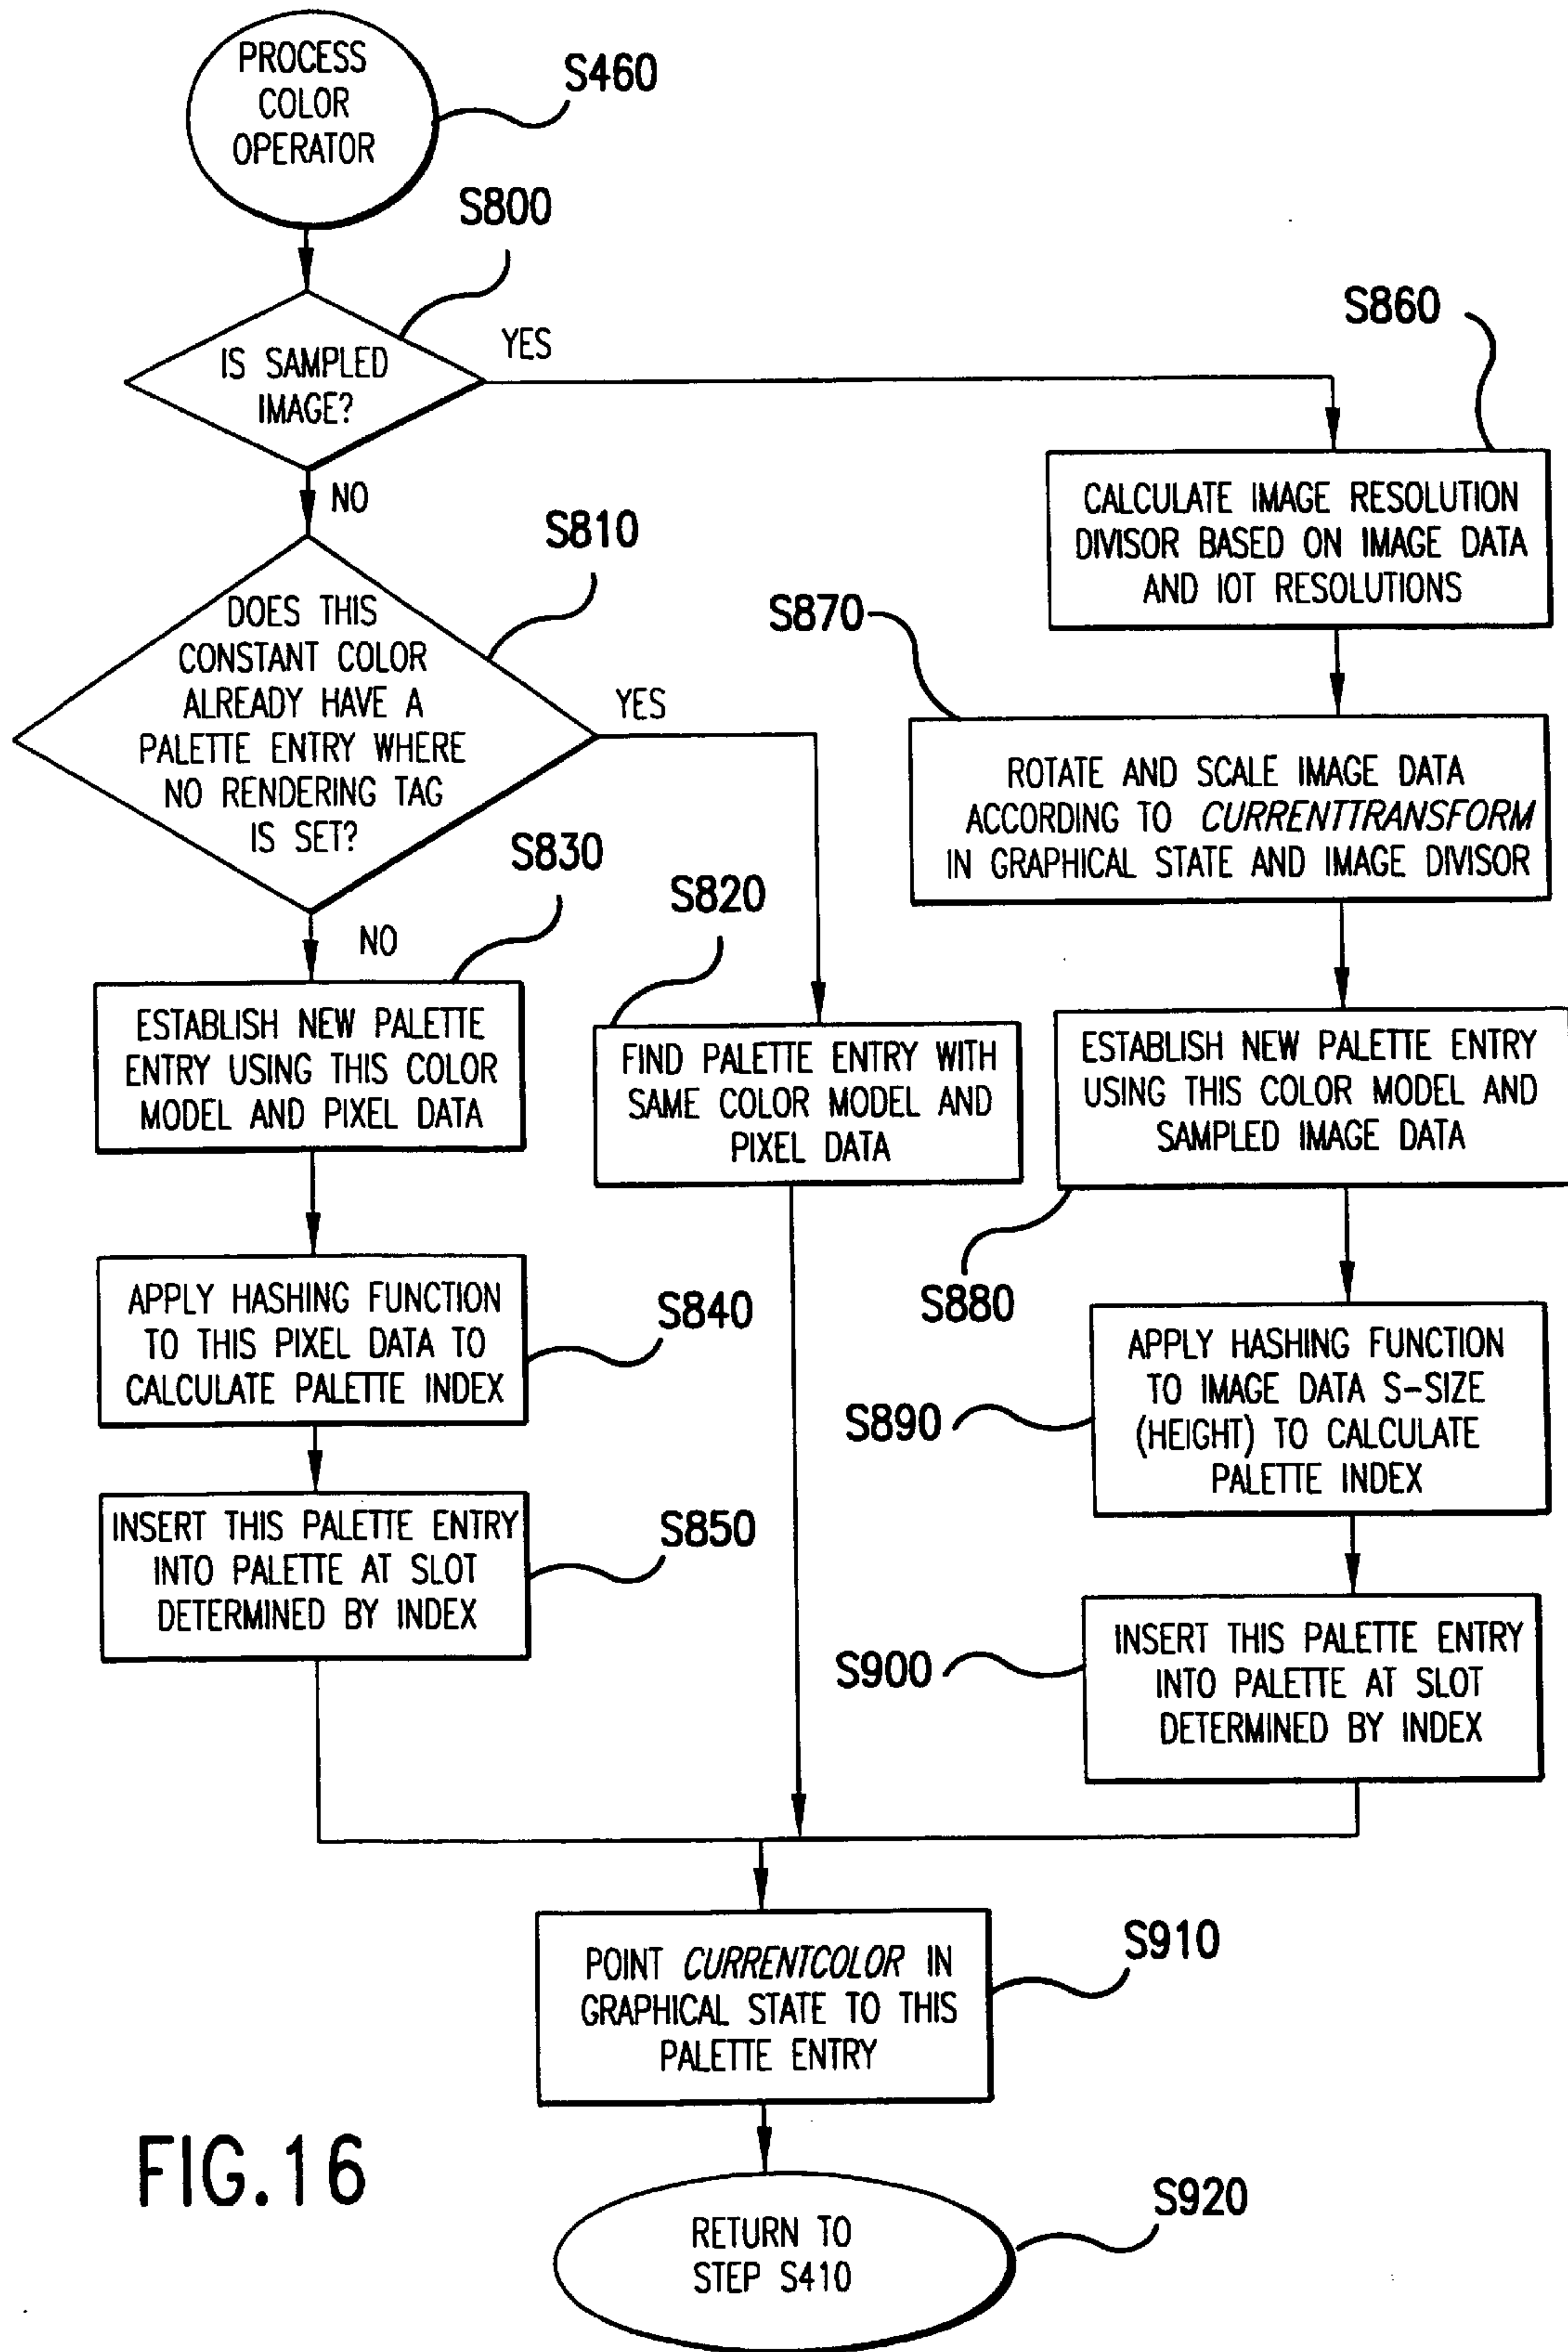 PROCESS
COLOR
OPERATOR
S460
S800
IS SAMPLED
IMAGE?
YES
NO
S810
DOES THIS
CONSTANT COLOR
ALREADY HAVE A
PALETTE ENTRY WHERE
NO RENDERING TAG
IS SET?
YES
NO
S830
ESTABLISH NEW PALETTE
ENTRY USING THIS COLOR
MODEL AND PIXEL DATA
APPLY HASHING FUNCTION
TO THIS PIXEL DATA TO
CALCULATE PALETTE INDEX
S840
INSERT THIS PALETTE ENTRY
INTO PALETTE AT SLOT
DETERMINED BY INDEX
S850
S820
FIND PALETTE ENTRY WITH
SAME COLOR MODEL AND
PIXEL DATA
S860
CALCULATE IMAGE RESOLUTION
DIVISOR BASED ON IMAGE DATA
AND IOT RESOLUTIONS
S870
ROTATE AND SCALE IMAGE DATA
ACCORDING TO CURRENTTRANSFORM
IN GRAPHICAL STATE AND IMAGE DIVISOR
ESTABLISH NEW PALETTE ENTRY
USING THIS COLOR MODEL AND
SAMPLED IMAGE DATA
S880
APPLY HASHING FUNCTION
TO IMAGE DATA S-SIZE
(HEIGHT) TO CALCULATE
PALETTE INDEX
S890
INSERT THIS PALETTE ENTRY
INTO PALETTE AT SLOT
DETERMINED BY INDEX
S900
POINT CURRENTCOLOR IN
GRAPHICAL STATE TO THIS
PALETTE ENTRY
S910
RETURN TO
STEP S410
S920
FIG.16